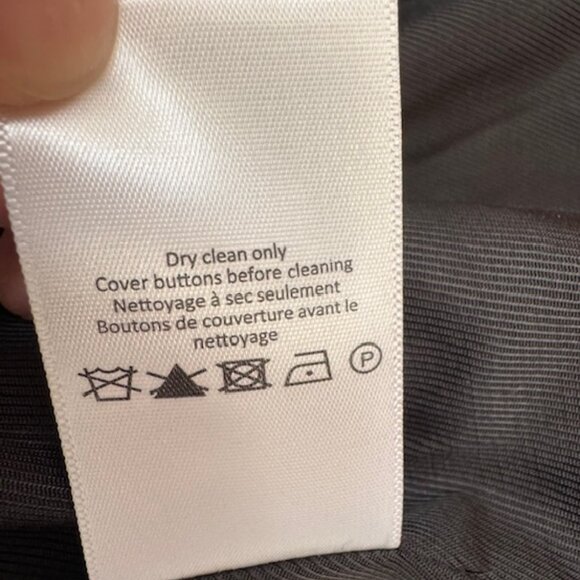 Dry clean only
Cover buttons before cleaning
Nettoyage à sec seulement
Boutons de couverture avant le
nettoyage
P